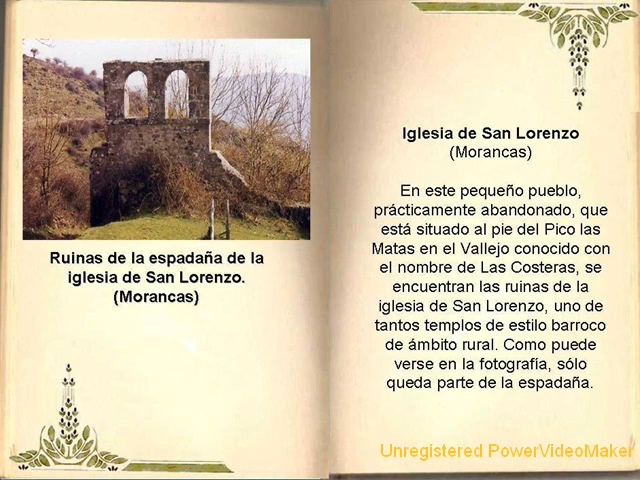 Ruinas de la espadaña de la
iglesia de San Lorenzo.
(Morancas)
Iglesia de San Lorenzo
(Morancas)
En este pequeño pueblo,
prácticamente abandonado, que
está situado al pie del Pico las
Matas en el Vallejo conocido con
el nombre de Las Costeras, se
encuentran las ruinas de la
iglesia de San Lorenzo, uno de
tantos templos de estilo barroco
de ámbito rural. Como puede
verse en la fotografía, sólo
queda parte de la espadaña.
Unregistered PowerVideoMaker